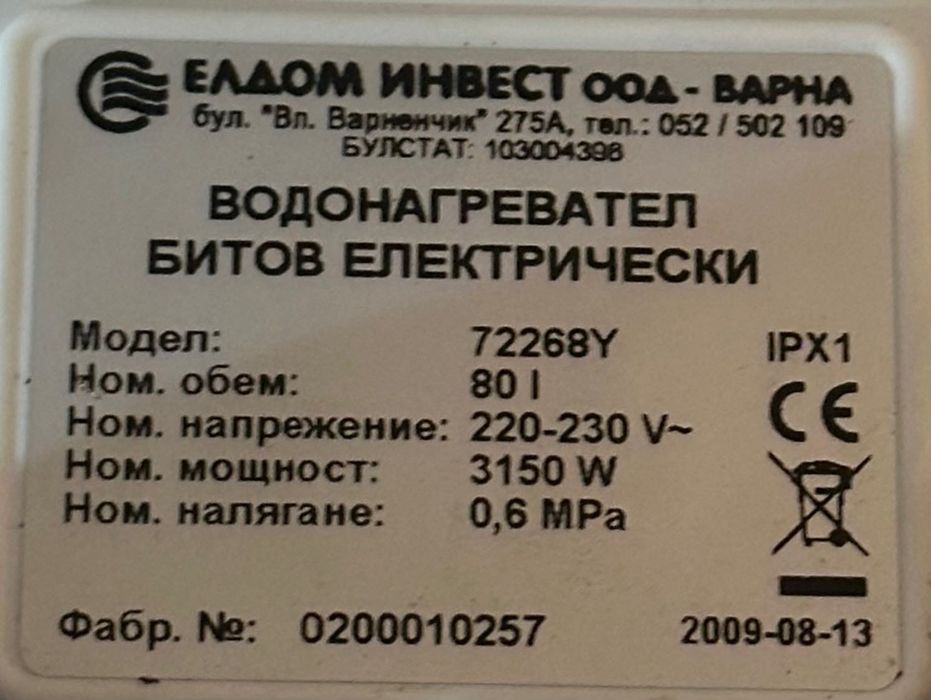 ЕЛДОМ ИНВЕСТ ООД - ВАРНА
бул. "Вл. Варненчик" 275А, тел.: 052 / 502 109
БУЛСТАТ: 103004398
ВОДОНАГРЕВАТЕЛ
БИТОВ ЕЛЕКТРИЧЕСКИ
Модел: 72268Y IPX1
Ном. обем: 80 l
Ном. напрежение: 220-230 V~
Ном. мощност: 3150 W
Ном. налягане: 0,6 MPa
CE
Фабр. №: 0200010257 2009-08-13